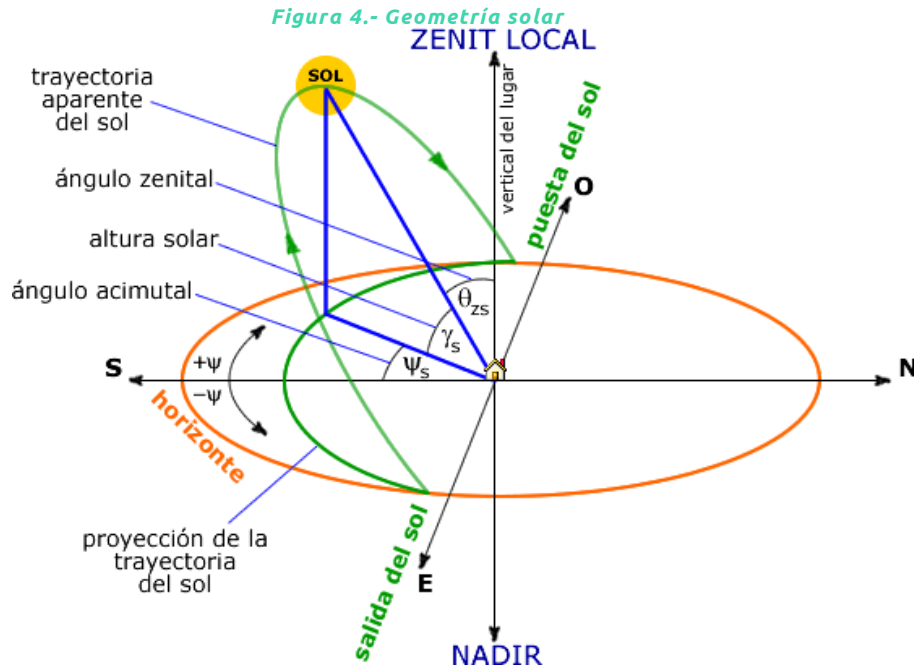 Figura 4.- Geometría solar
ZENIT LOCAL
SOL
trayectoria
aparente
del sol
vertical del lugar
puesta del sol
O
ángulo zenital
altura solar
ángulo acimutal
θzs
γs
ψs
S
+ψ
−ψ
N
horizonte
proyección de la
trayectoria
del sol
salida del sol
E
NADIR